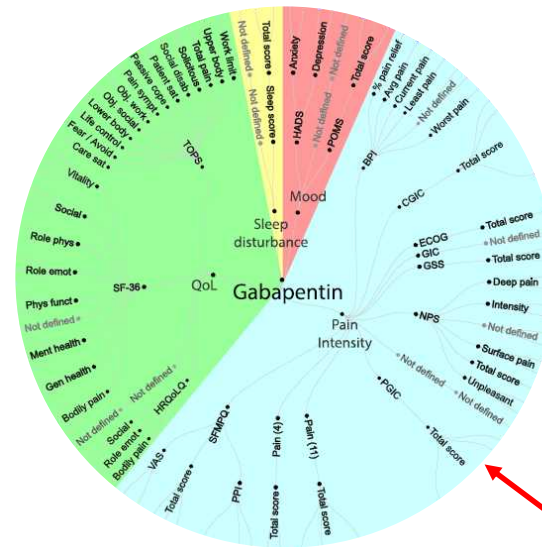 Gabapentin
Mood
HADS
Anxiety
Depression
Not defined
Not defined
POMS
Total score
Pain
Intensity
BPI
% pain relief
Avg pain
Current pain
Least pain
Not defined
Worst pain
CGIC
Total score
ECOG
Total score
GIC
Not defined
GSS
Total score
NPS
Deep pain
Intensity
Not defined
Surface pain
Total score
Unpleasant
Not defined
Not defined
PGIC
Total score
Pain (11)
Total score
Pain (4)
Total score
SFMPQ
PPI
Total score
VAS
QoL
HRQoLQ
Bodily pain
Role emot
Social
Not defined
Not defined
SF-36
Bodily pain
Gen health
Ment health
Not defined
Phys funct
Role emot
Role phys
Social
Vitality
TOPS
Care sat
Fear / Avoid
Life control
Lower body
Obj. social
Obj. work
Pain symp.
Passive cope
Patient sat
Social disab
Solicitous
Total pain
Upper body
Work limit
Sleep
disturbance
Not defined
Not defined
Sleep score
Total score